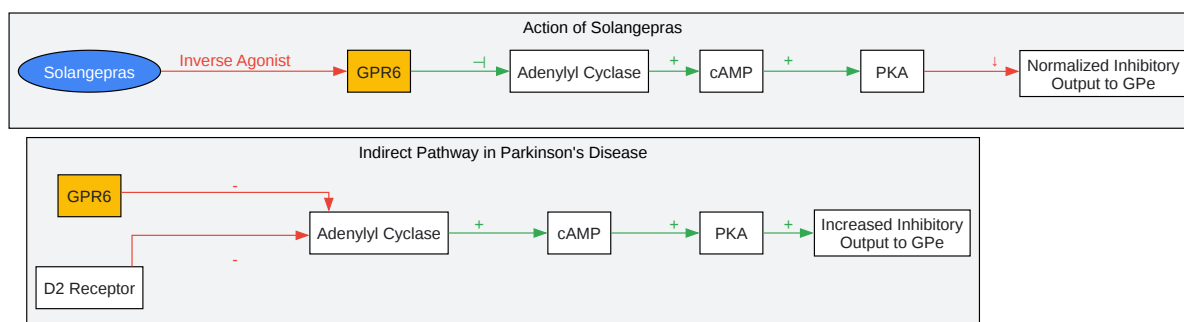 Action of Solangepras
Solangepras
Inverse Agonist
GPR6
⊣
Adenylyl Cyclase
+
cAMP
+
PKA
↓
Normalized Inhibitory
Output to GPe
Indirect Pathway in Parkinson's Disease
GPR6
-
D2 Receptor
-
Adenylyl Cyclase
+
cAMP
+
PKA
+
Increased Inhibitory
Output to GPe